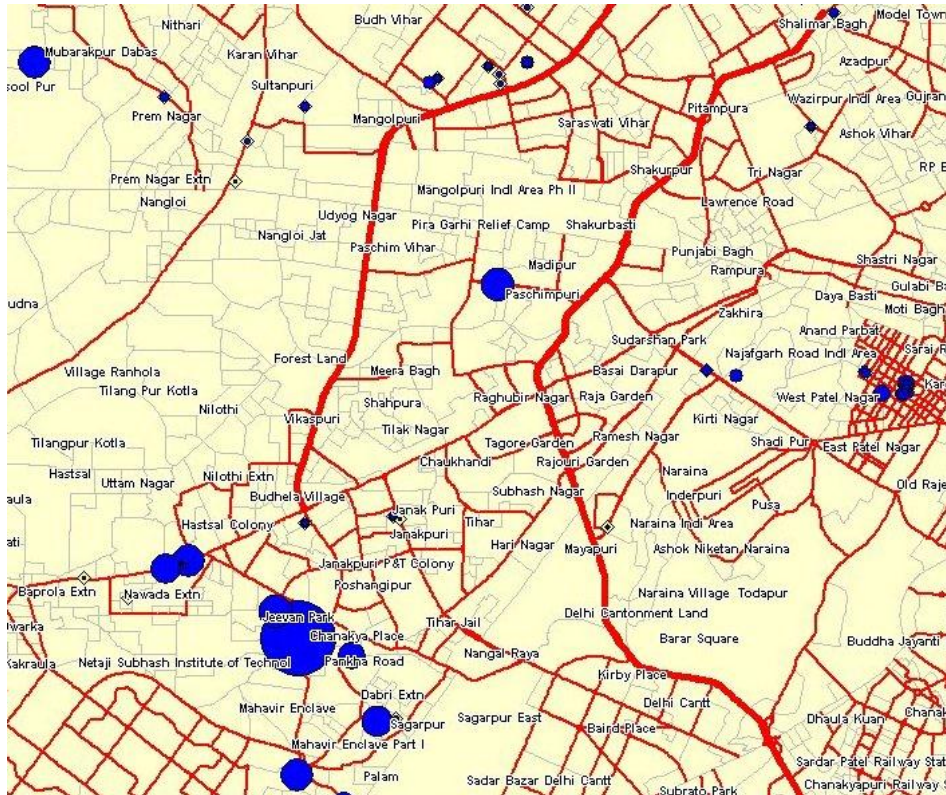 Nithari
Budh Vihar
Shalimar Bagh
Model Town
Mubarakpur Dabas
Karan Vihar
Azadpur
sool Pur
Sultanpuri
Wazirpur Indl Area
Gujran
Prem Nagar
Mangolpuri
Saraswati Vihar
Pitampura
Ashok Vihar
Prem Nagar Extn
Shakurpur
Tri Nagar
RP B
Nangloi
Mangolpuri Indl Area Ph II
Lawrence Road
Udyog Nagar
Pira Garhi Relief Camp
Shakurbasti
Nangloi Jat
Paschim Vihar
Punjabi Bagh
Madipur
Rampura
Shastri Nagar
Gulabi Ba
udna
Paschimpuri
Daya Basti
Moti Bagh
Zakhira
Anand Parbat
Sudarshan Park
Sarai R
Forest Land
Najafgarh Road Indl Area
Village Ranhola
Meera Bagh
Basai Darapur
Kar
Tilang Pur Kotla
Raghubir Nagar
Raja Garden
West Patel Nagar
Nilothi
Shahpura
Vikaspuri
Kirti Nagar
Tilak Nagar
Ramesh Nagar
Tilangpur Kotla
Tagore Garden
Shadi Pur
East Patel Nagar
Chaukhandi
Rajouri Garden
Hastsal
Nilothi Extn
Naraina
Uttam Nagar
Subhash Nagar
Inderpuri
Old Raje
aula
Budhela Village
Pusa
Janak Puri
Hastsal Colony
Tihar
Naraina Indl Area
Janakpuri
ati
Hari Nagar
Mayapuri
Ashok Niketan Naraina
Janakpuri P&T Colony
Baprola Extn
Nawada Extn
Poshangipur
Naraina Village Todapur
Jeevan Park
Delhi Cantonment Land
Dwarka
Tihar Jail
Chanakya Place
Barar Square
Buddha Jayanti
Kakraula
Netaji Subhash Institute of Technol
Pankha Road
Nangal Raya
Kirby Place
Dabri Extn
Delhi Cantt
Mahavir Enclave
Chanak
Sagarpur
Sagarpur East
Baird Place
Dhaula Kuan
Mahavir Enclave Part I
Sardar Patel Railway Stat
Palam
Sadar Bazar Delhi Cantt
Subrato Park
Chanakyapuri Railway S